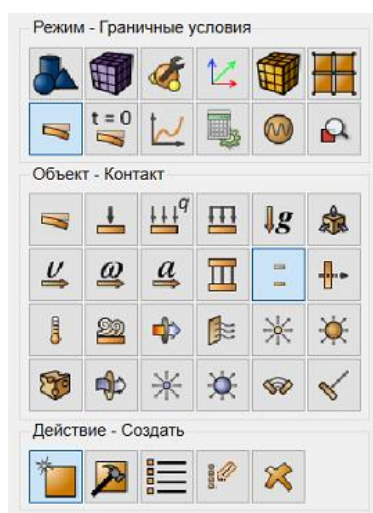 Режим - Граничные условия
t = 0
Объект - Контакт
q
g
v ω a
Действие - Создать